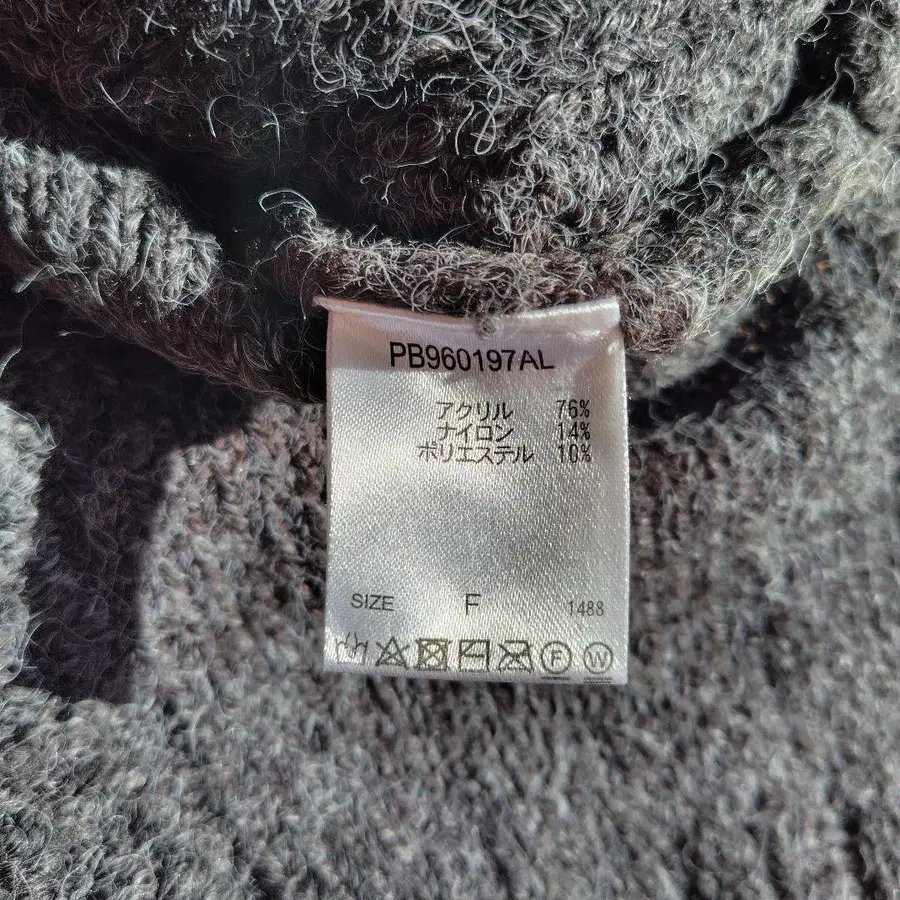 PB960197AL
アクリル 76%
ナイロン 14%
ポリエステル 10%
SIZE F 1488
F W